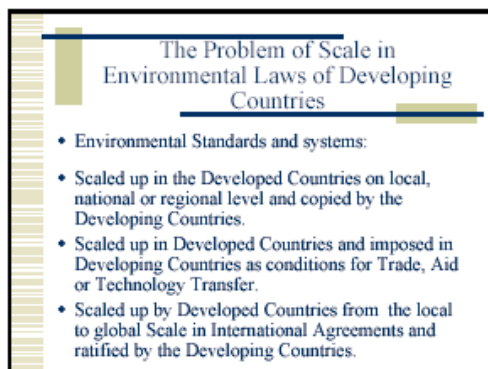 The Problem of Scale in
Environmental Laws of Developing
Countries
• Environmental Standards and systems:
• Scaled up in the Developed Countries on local,
national or regional level and copied by the
Developing Countries.
• Scaled up in Developed Countries and imposed in
Developing Countries as conditions for Trade, Aid
or Technology Transfer.
• Scaled up by Developed Countries from the local
to global Scale in International Agreements and
ratified by the Developing Countries.